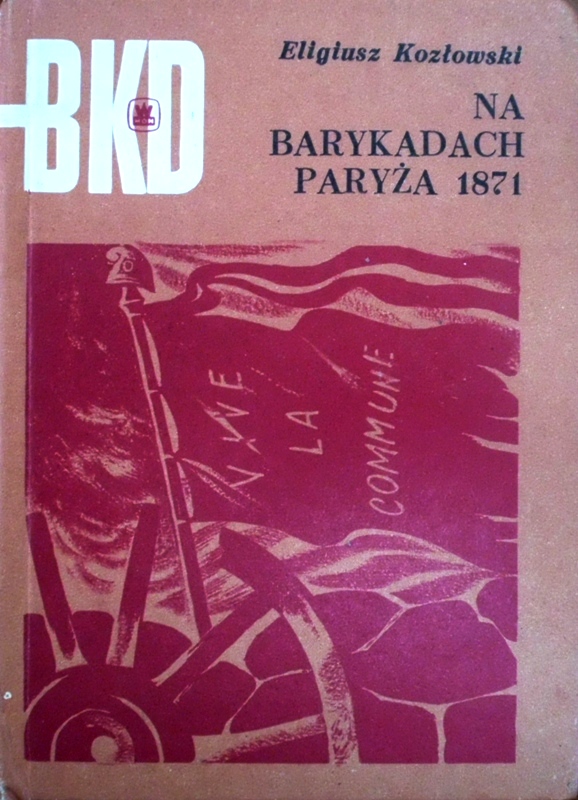 BKD
Eligiusz Kozłowski
NA
BARYKADACH
PARYŻA 1871
VIVE
LA
COMMUNE